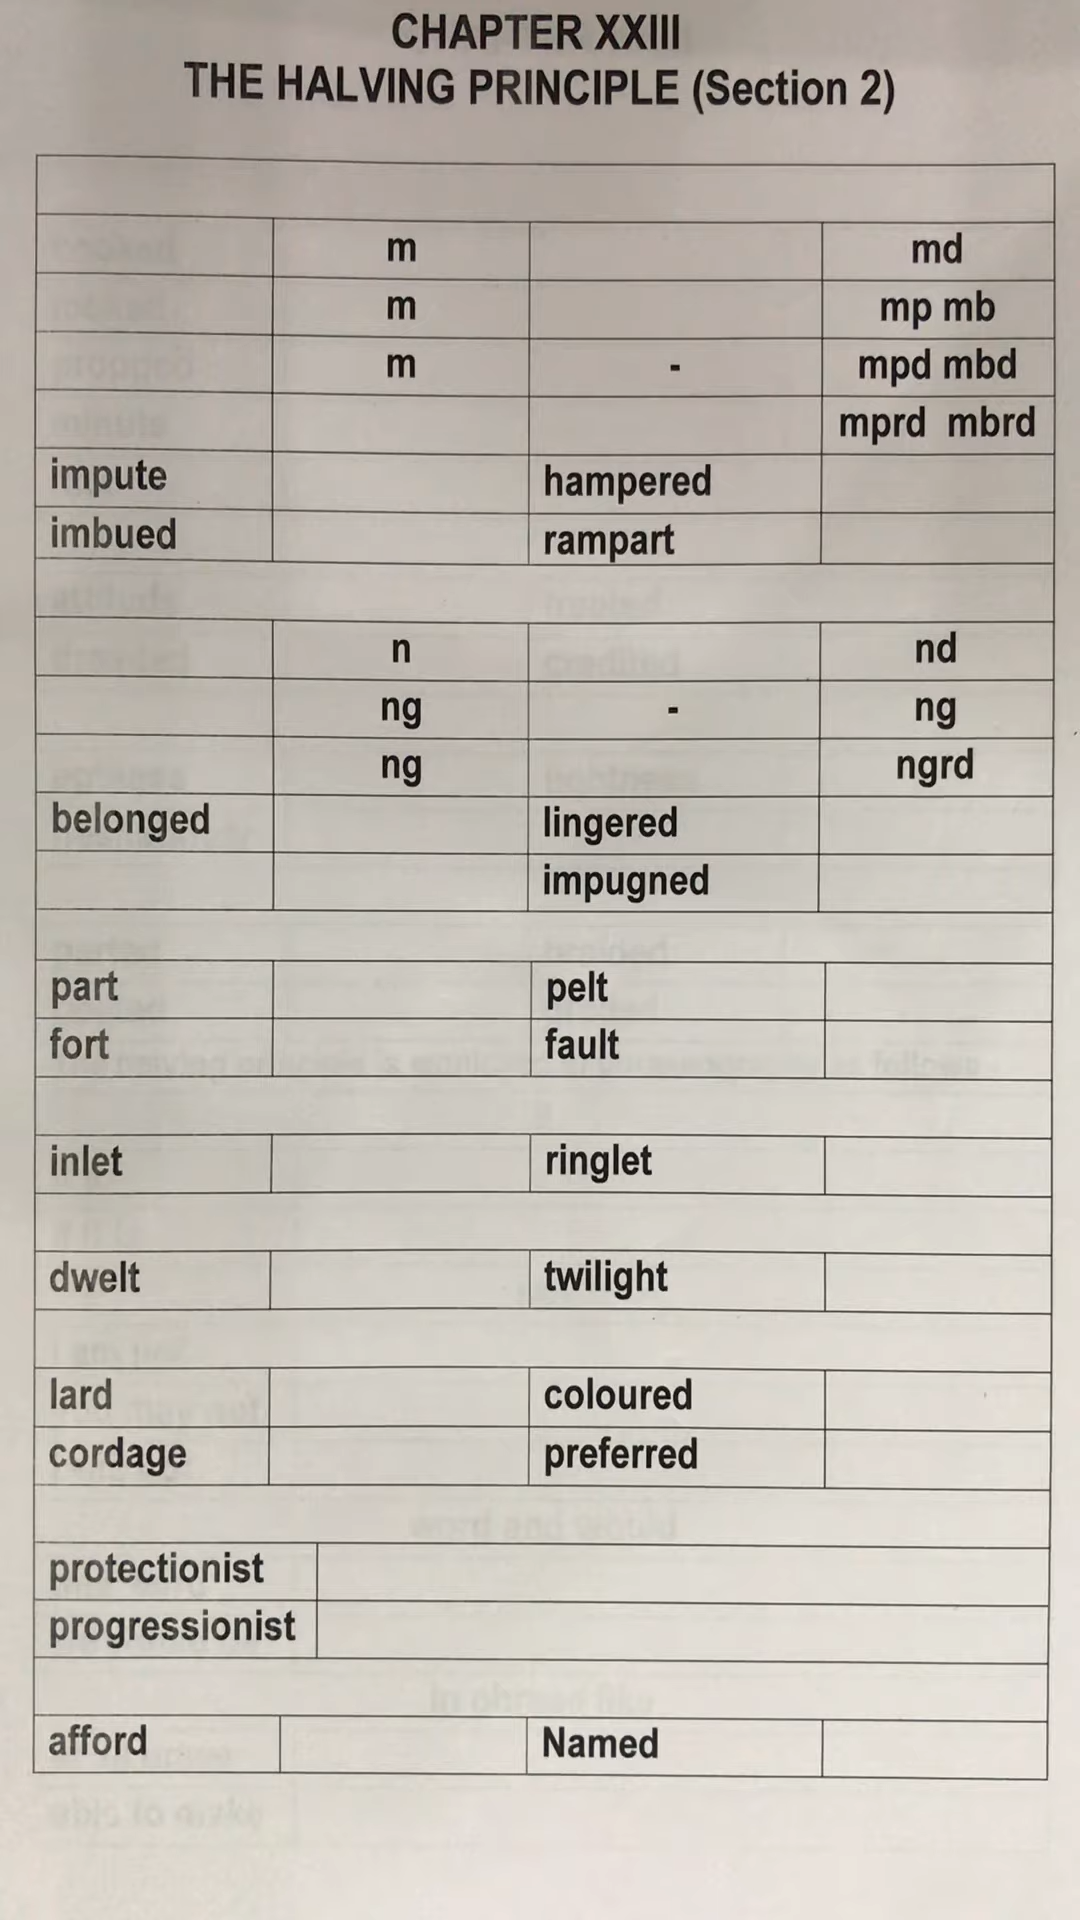 CHAPTER XXIII
THE HALVING PRINCIPLE (Section 2)
m md
m mp mb
m - mpd mbd
mprd mbrd
impute hampered
imbued rampart
n nd
ng - ng
ng ngrd
belonged lingered
impugned
part pelt
fort fault
inlet ringlet
dwelt twilight
lard coloured
cordage preferred
protectionist
progressionist
afford Named